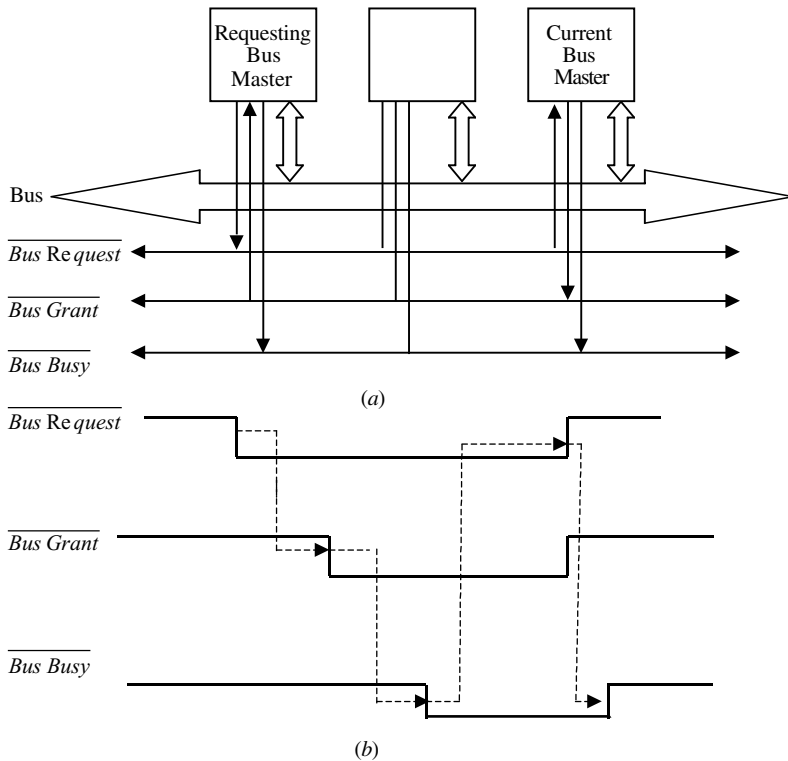 Requesting
Bus
Master
Current
Bus
Master
Bus
Bus Request
Bus Grant
Bus Busy
(a)
Bus Request
Bus Grant
Bus Busy
(b)